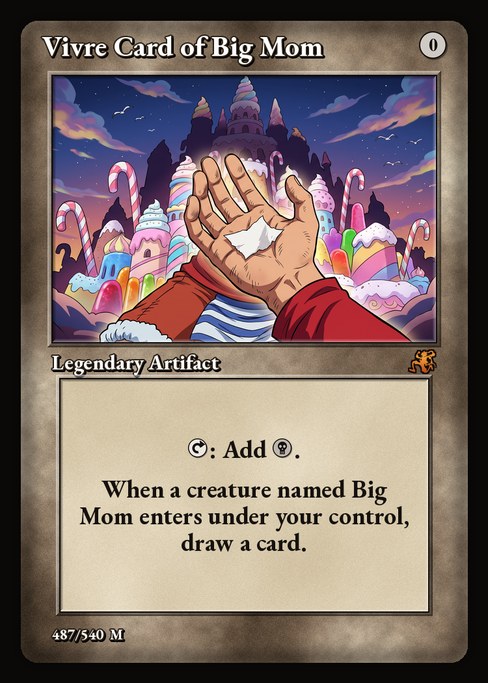 Vivre Card of Big Mom 0
Legendary Artifact
: Add .
When a creature named Big
Mom enters under your control,
draw a card.
487/540 M